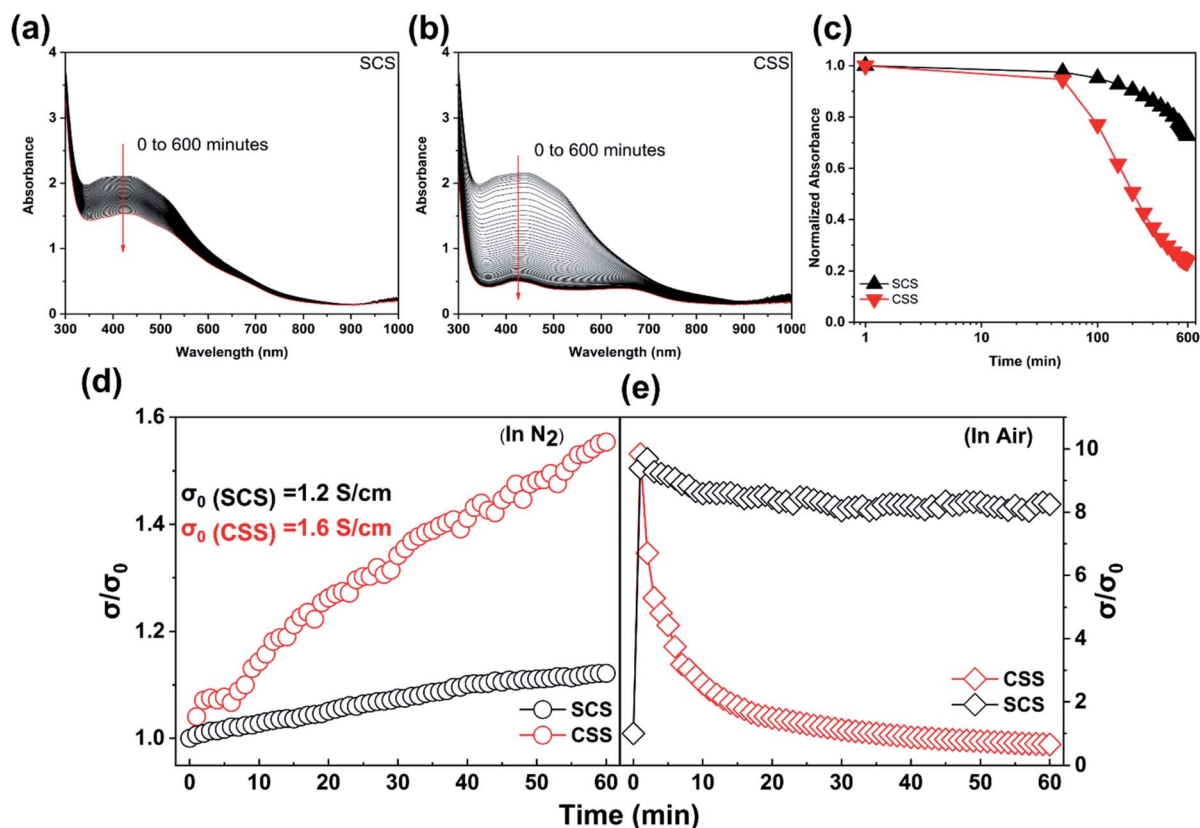 (a)
SCS
0 to 600 minutes
Absorbance
4
3
2
1
0
300 400 500 600 700 800 900 1000
Wavelength (nm)
(b)
CSS
0 to 600 minutes
Absorbance
4
3
2
1
0
300 400 500 600 700 800 900 1000
Wavelength (nm)
(c)
Normalized Absorbance
1.0
0.8
0.6
0.4
0.2
0.0
SCS
CSS
1 10 100 600
Time (min)
(d)
(In N2)
σ0 (SCS) =1.2 S/cm
σ0 (CSS) =1.6 S/cm
σ/σ0
1.6
1.4
1.2
1.0
SCS
CSS
0 10 20 30 40 50 60
(e)
(In Air)
CSS
SCS
10
8
6
4
2
0
σ/σ0
0 10 20 30 40 50 60
Time (min)